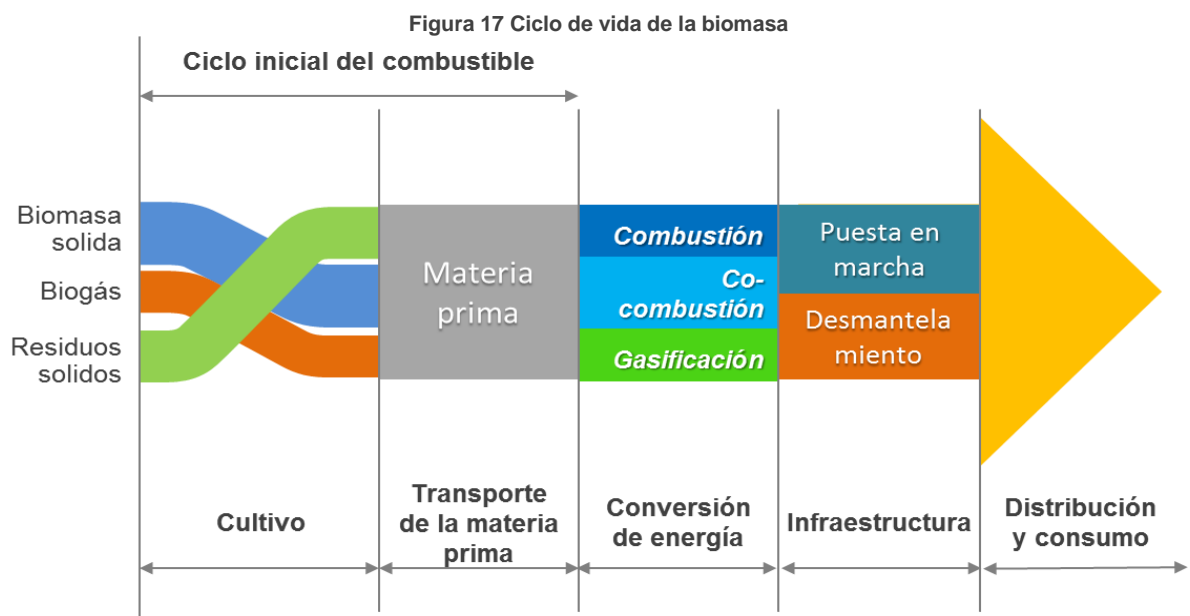 Figura 17 Ciclo de vida de la biomasa
Ciclo inicial del combustible
Biomasa
solida
Biogás
Residuos
solidos
Materia
prima
Combustión
Co-
combustión
Gasificación
Puesta en
marcha
Desmantela
miento
Cultivo
Transporte
de la materia
prima
Conversión
de energía
Infraestructura
Distribución
y consumo